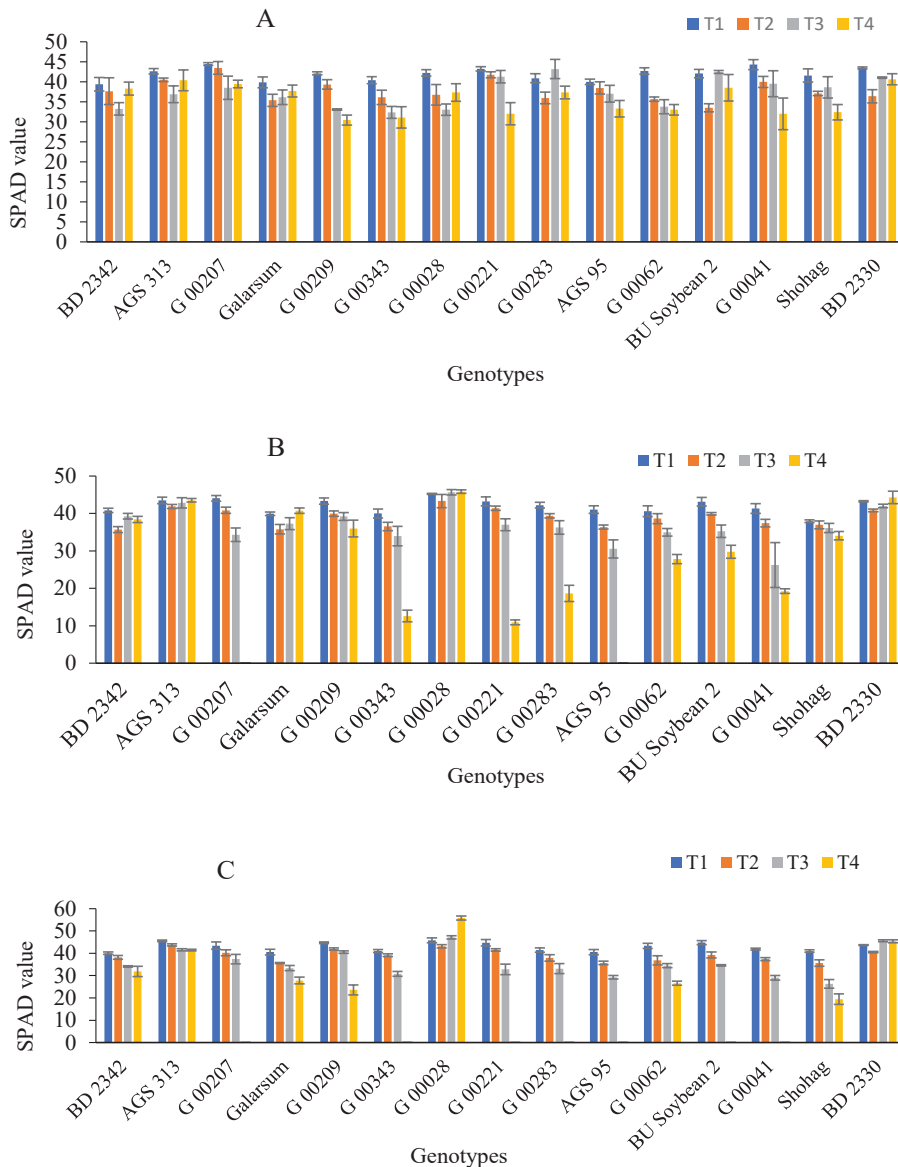 A
T1 T2 T3 T4
50
45
40
35
30
25
20
15
10
5
0
SPAD value
BD 2342
AGS 313
G 00207
Galarsum
G 00209
G 00343
G 00028
G 00221
G 00283
AGS 95
G 00062
BU Soybean 2
G 00041
Shohag
BD 2330
Genotypes
B
T1 T2 T3 T4
50
40
30
20
10
0
SPAD value
BD 2342
AGS 313
G 00207
Galarsum
G 00209
G 00343
G 00028
G 00221
G 00283
AGS 95
G 00062
BU Soybean 2
G 00041
Shohag
BD 2330
Genotypes
C
T1 T2 T3 T4
60
50
40
30
20
10
0
SPAD value
BD 2342
AGS 313
G 00207
Galarsum
G 00209
G 00343
G 00028
G 00221
G 00283
AGS 95
G 00062
BU Soybean 2
G 00041
Shohag
BD 2330
Genotypes